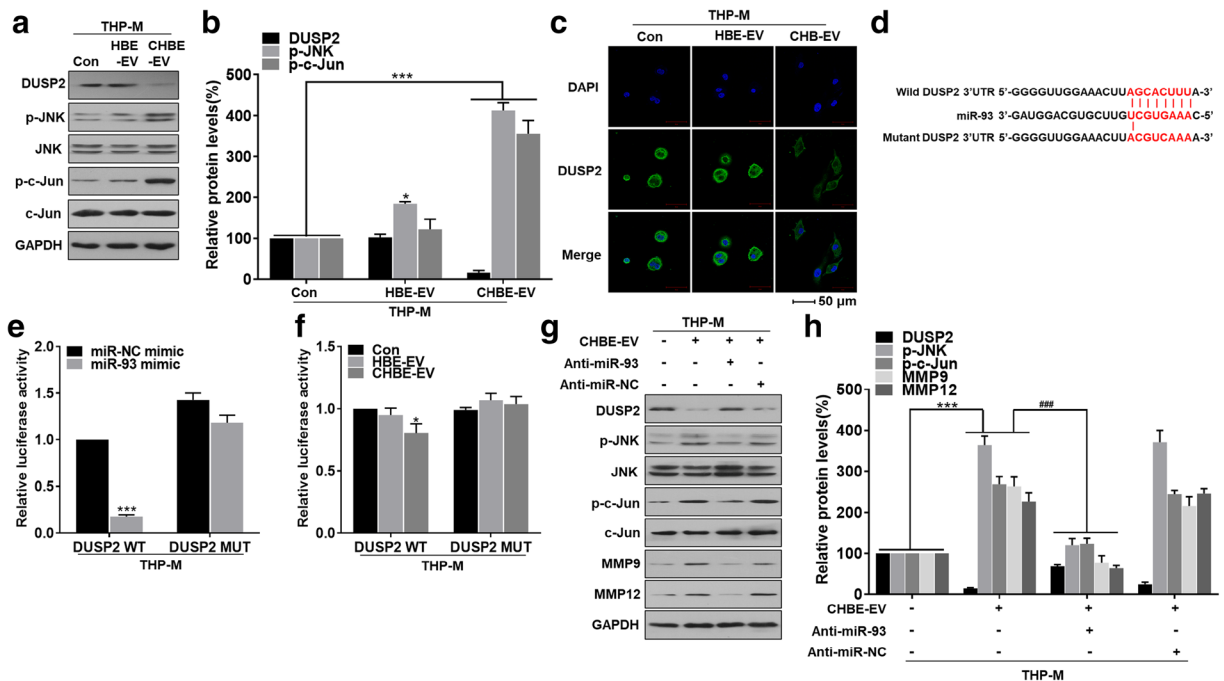 a
THP-M
Con
HBE
-EV
CHBE
-EV
DUSP2
p-JNK
JNK
p-c-Jun
c-Jun
GAPDH
b
DUSP2
p-JNK
p-c-Jun
Relative protein levels(%)
500
400
300
200
100
0
***
*
Con
HBE-EV
CHBE-EV
THP-M
c
THP-M
Con
HBE-EV
CHB-EV
DAPI
DUSP2
Merge
50 µm
d
Wild DUSP2 3'UTR 5'-GGGGUUGGAAACUUAGCACUUUA-3'
miR-93 3'-GAUGGACGUGCUUGUCGUGAAAC-5'
Mutant DUSP2 3'UTR 5'-GGGGUUGGAAACUUACGUCAAAA-3'
e
miR-NC mimic
miR-93 mimic
Relative luciferase activity
2.0
1.5
1.0
0.5
0.0
***
DUSP2 WT
DUSP2 MUT
THP-M
f
Con
HBE-EV
CHBE-EV
Relative luciferase activity
1.5
1.0
0.5
0.0
*
DUSP2 WT
DUSP2 MUT
THP-M
g
THP-M
CHBE-EV - + + +
Anti-miR-93 - - + -
Anti-miR-NC - - - +
DUSP2
p-JNK
JNK
p-c-Jun
c-Jun
MMP9
MMP12
GAPDH
h
DUSP2
p-JNK
p-c-Jun
MMP9
MMP12
Relative protein levels(%)
500
400
300
200
100
0
***
###
CHBE-EV - + + +
Anti-miR-93 - - + -
Anti-miR-NC - - - +
THP-M